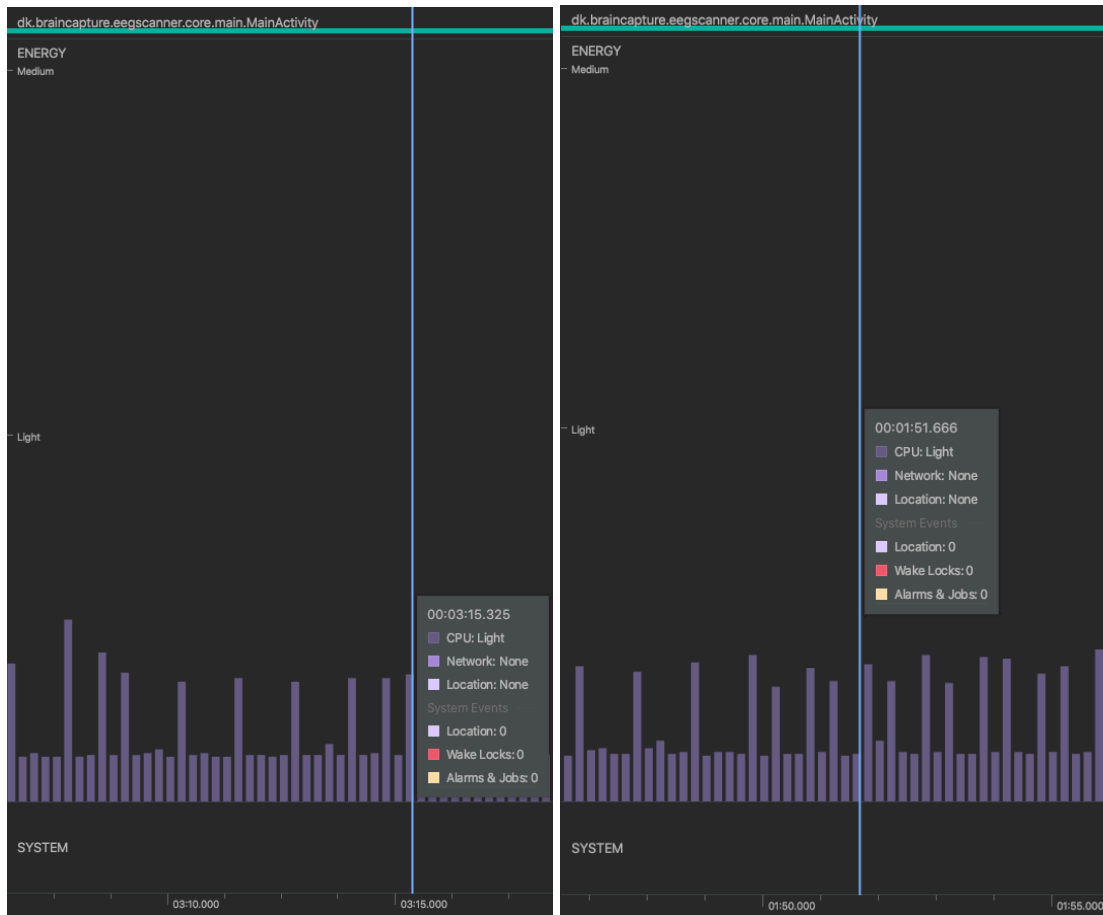 dk.braincapture.eegscanner.core.main.MainActivity
ENERGY
Medium
Light
00:03:15.325
CPU: Light
Network: None
Location: None
System Events
Location: 0
Wake Locks: 0
Alarms & Jobs: 0
SYSTEM
03:10.000
03:15.000
dk.braincapture.eegscanner.core.main.MainActivity
ENERGY
Medium
Light
00:01:51.666
CPU: Light
Network: None
Location: None
System Events
Location: 0
Wake Locks: 0
Alarms & Jobs: 0
SYSTEM
01:50.000
01:55.000